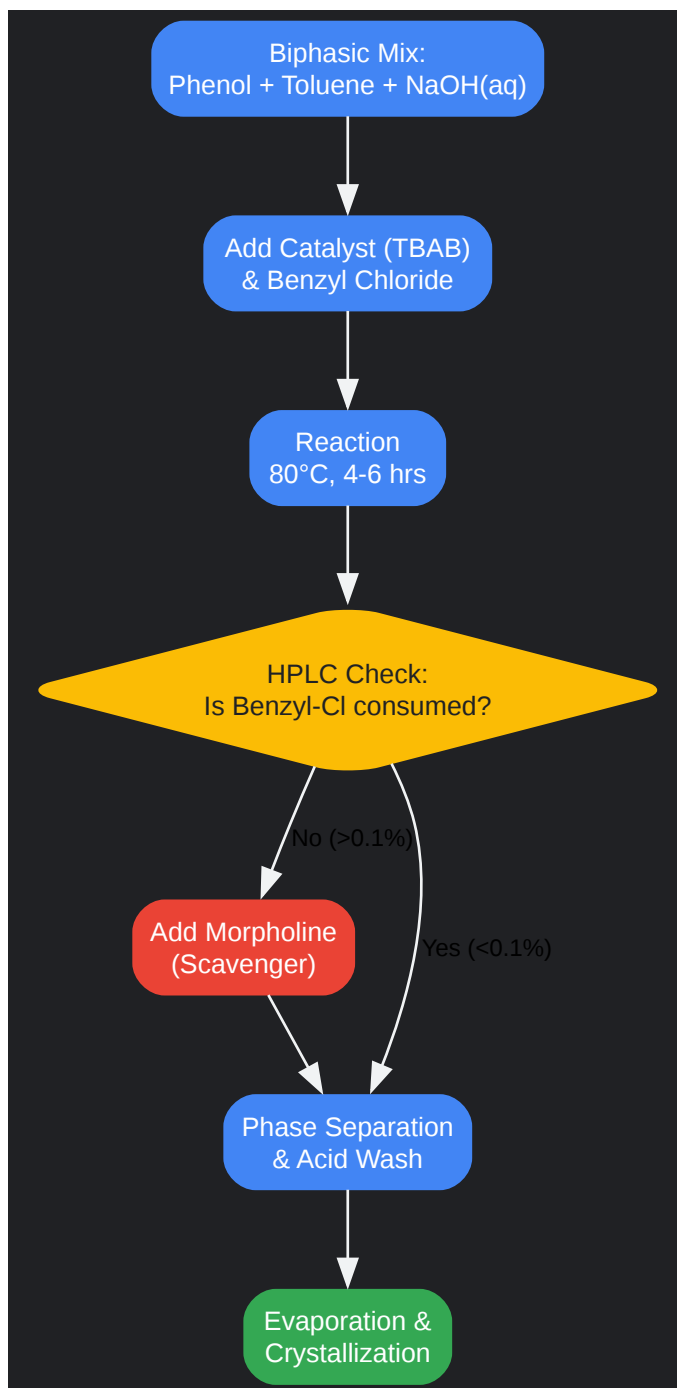 Biphasic Mix:
Phenol + Toluene + NaOH(aq)
Add Catalyst (TBAB)
& Benzyl Chloride
Reaction
80°C, 4-6 hrs
HPLC Check:
Is Benzyl-Cl consumed?
No (>0.1%)
Add Morpholine
(Scavenger)
Yes (<0.1%)
Phase Separation
& Acid Wash
Evaporation &
Crystallization